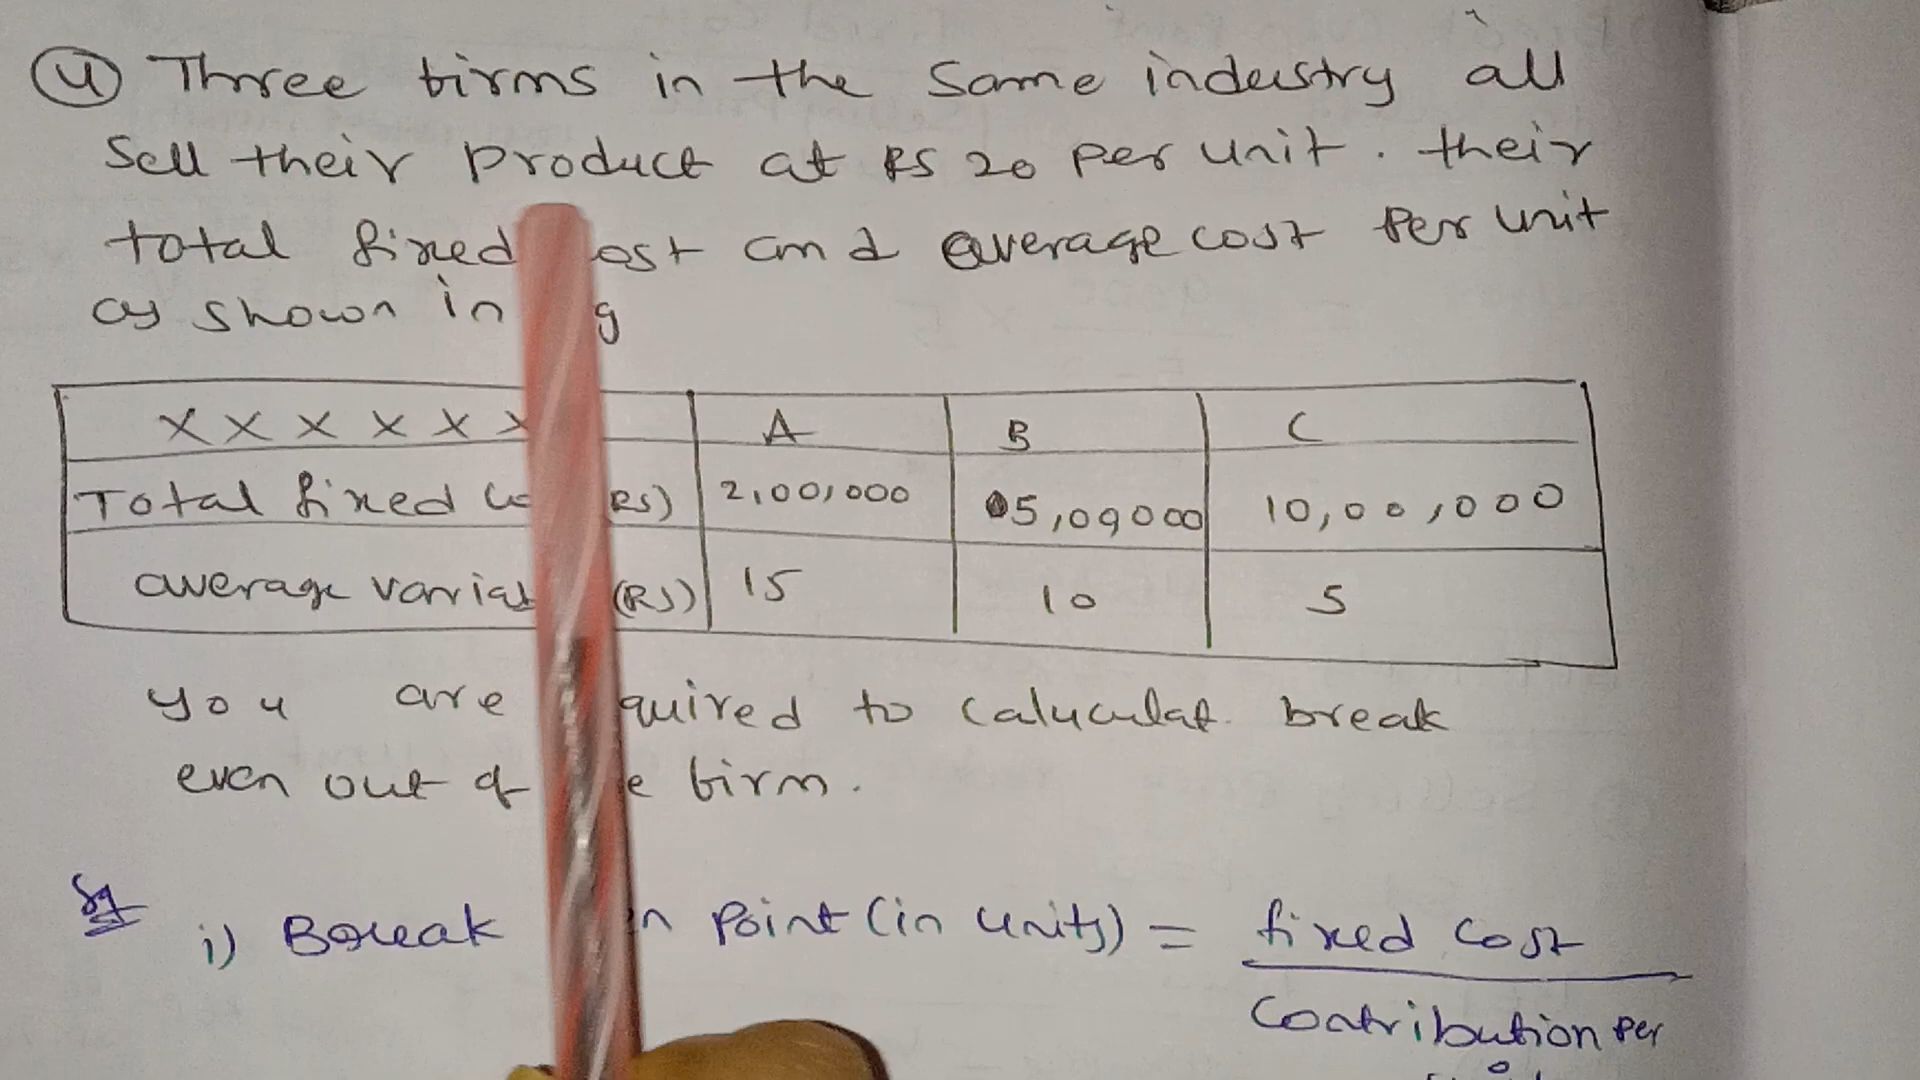 4 Three firms in the Same industry all
Sell their product at RS 20 per unit. their
total fixed ost and average cost per unit
as shown in g
X X X X X X A B C
Total fixed co RS) 2,00,000 5,00000 10,00,000
average variab (RS) 15 10 5
you are quired to caluculat. break
even out of e firm.
Sol
i) Break n Point (in units) = fixed cost
Contribution per